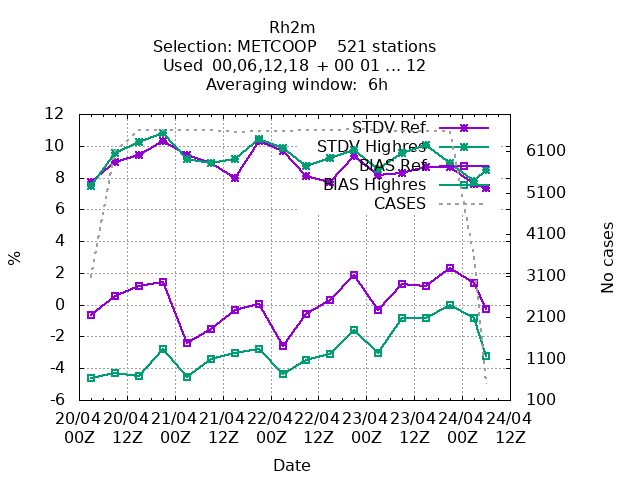 Rh2m
Selection: METCOOP    521 stations
Used  00,06,12,18  + 00 01 ... 12
Averaging window:  6h
STDV Ref
STDV Highres
BIAS Ref
BIAS Highres
CASES
12
10
8
6
4
2
0
-2
-4
-6
%
6100
5100
4100
3100
2100
1100
100
No cases
20/04 20/04 21/04 21/04 22/04 22/04 23/04 23/04 24/04 24/04
00Z 12Z 00Z 12Z 00Z 12Z 00Z 12Z 00Z 12Z
Date